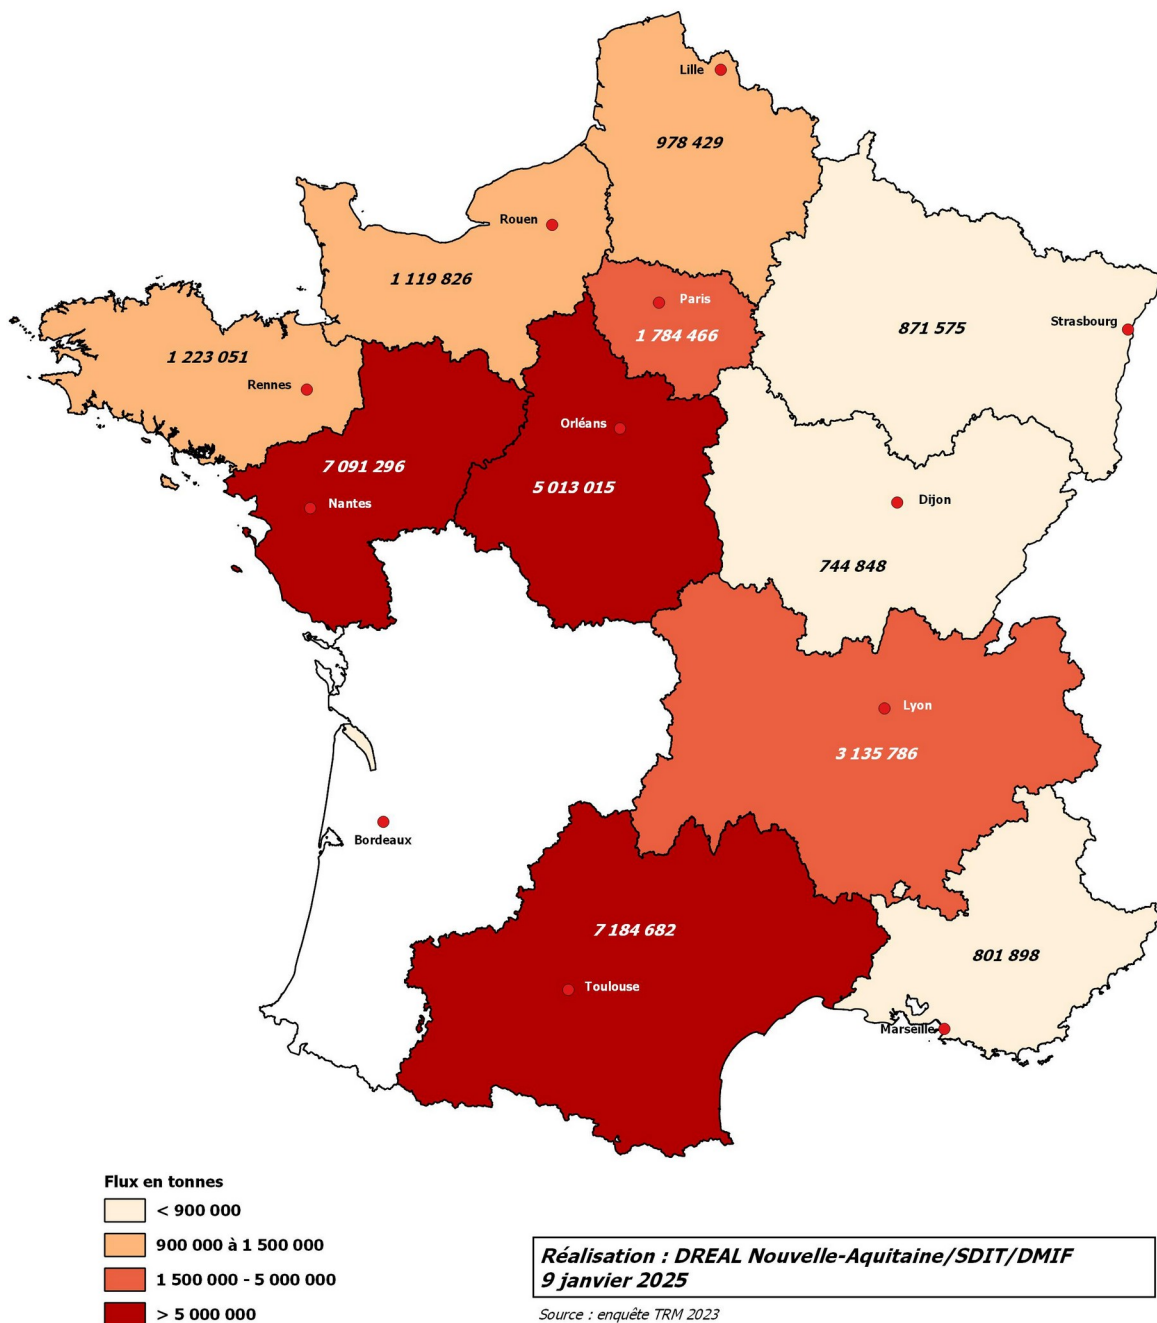 Lille
978 429
Rouen
1 119 826
Paris
1 784 466
871 575
Strasbourg
1 223 051
Rennes
Orléans
7 091 296
5 013 015
Nantes
Dijon
744 848
Lyon
3 135 786
Bordeaux
7 184 682
801 898
Toulouse
Marseille
Flux en tonnes
< 900 000
900 000 à 1 500 000
1 500 000 - 5 000 000
> 5 000 000
Réalisation : DREAL Nouvelle-Aquitaine/SDIT/DMIF
9 janvier 2025
Source : enquête TRM 2023